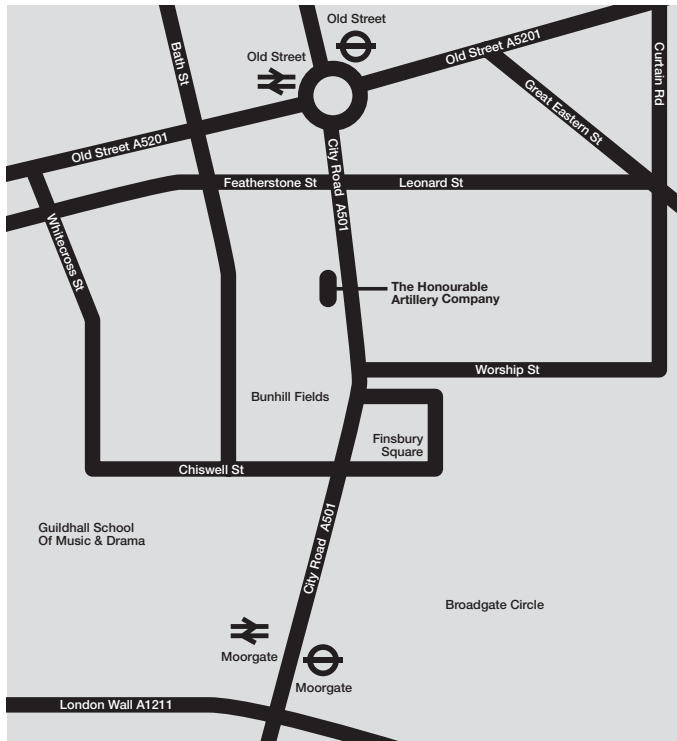 Old Street
Old Street
Old Street A5201
Bath St
Curtain Rd
Great Eastern St
Old Street A5201
City Road A501
Featherstone St
Leonard St
Whitecross St
The Honourable
Artillery Company
Worship St
Bunhill Fields
Finsbury
Square
Chiswell St
City Road A501
Guildhall School
Of Music & Drama
Broadgate Circle
Moorgate
Moorgate
London Wall A1211